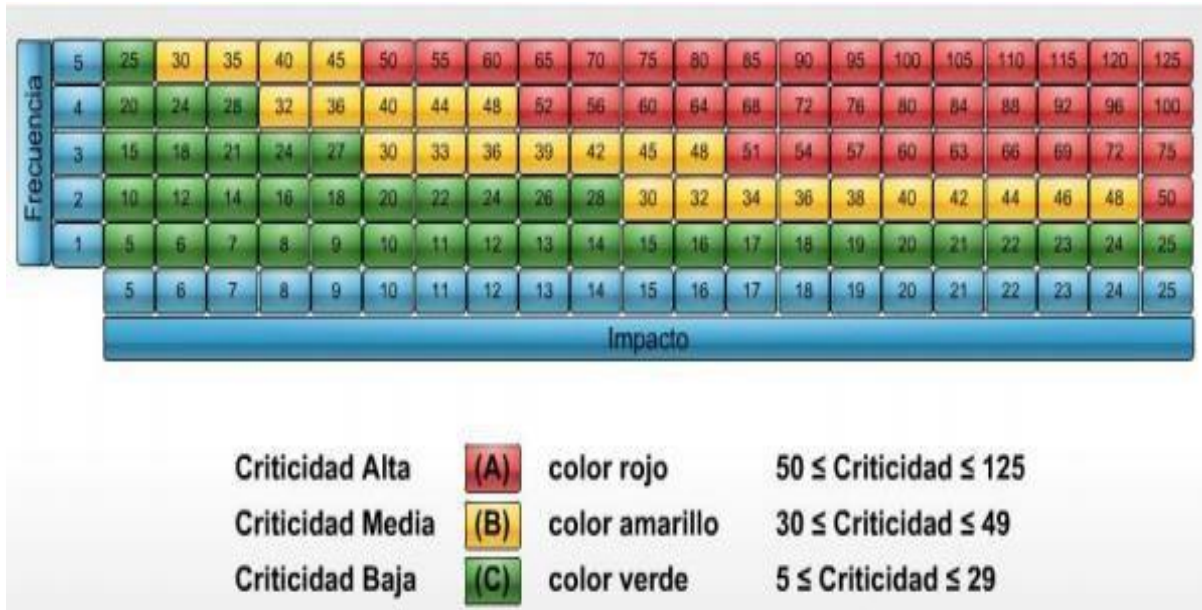 Frecuencia
5 25 30 35 40 45 50 55 60 65 70 75 80 85 90 95 100 105 110 115 120 125
4 20 24 28 32 36 40 44 48 52 56 60 64 68 72 76 80 84 88 92 96 100
3 15 18 21 24 27 30 33 36 39 42 45 48 51 54 57 60 63 66 69 72 75
2 10 12 14 16 18 20 22 24 26 28 30 32 34 36 38 40 42 44 46 48 50
1 5 6 7 8 9 10 11 12 13 14 15 16 17 18 19 20 21 22 23 24 25
5 6 7 8 9 10 11 12 13 14 15 16 17 18 19 20 21 22 23 24 25
Impacto
Criticidad Alta (A) color rojo 50 ≤ Criticidad ≤ 125
Criticidad Media (B) color amarillo 30 ≤ Criticidad ≤ 49
Criticidad Baja (C) color verde 5 ≤ Criticidad ≤ 29